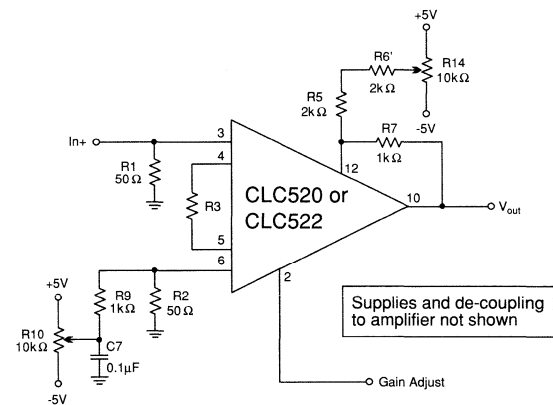 +5V
R6'
2kΩ
R14
10kΩ
-5V
R5
2kΩ
R7
1kΩ
In+
3
4
R1
50Ω
R3
12
CLC520 or
CLC522
10
Vout
5
6
2
+5V
R9
1kΩ
R2
50Ω
R10
10kΩ
C7
0.1µF
-5V
Supplies and de-coupling
to amplifier not shown
Gain Adjust